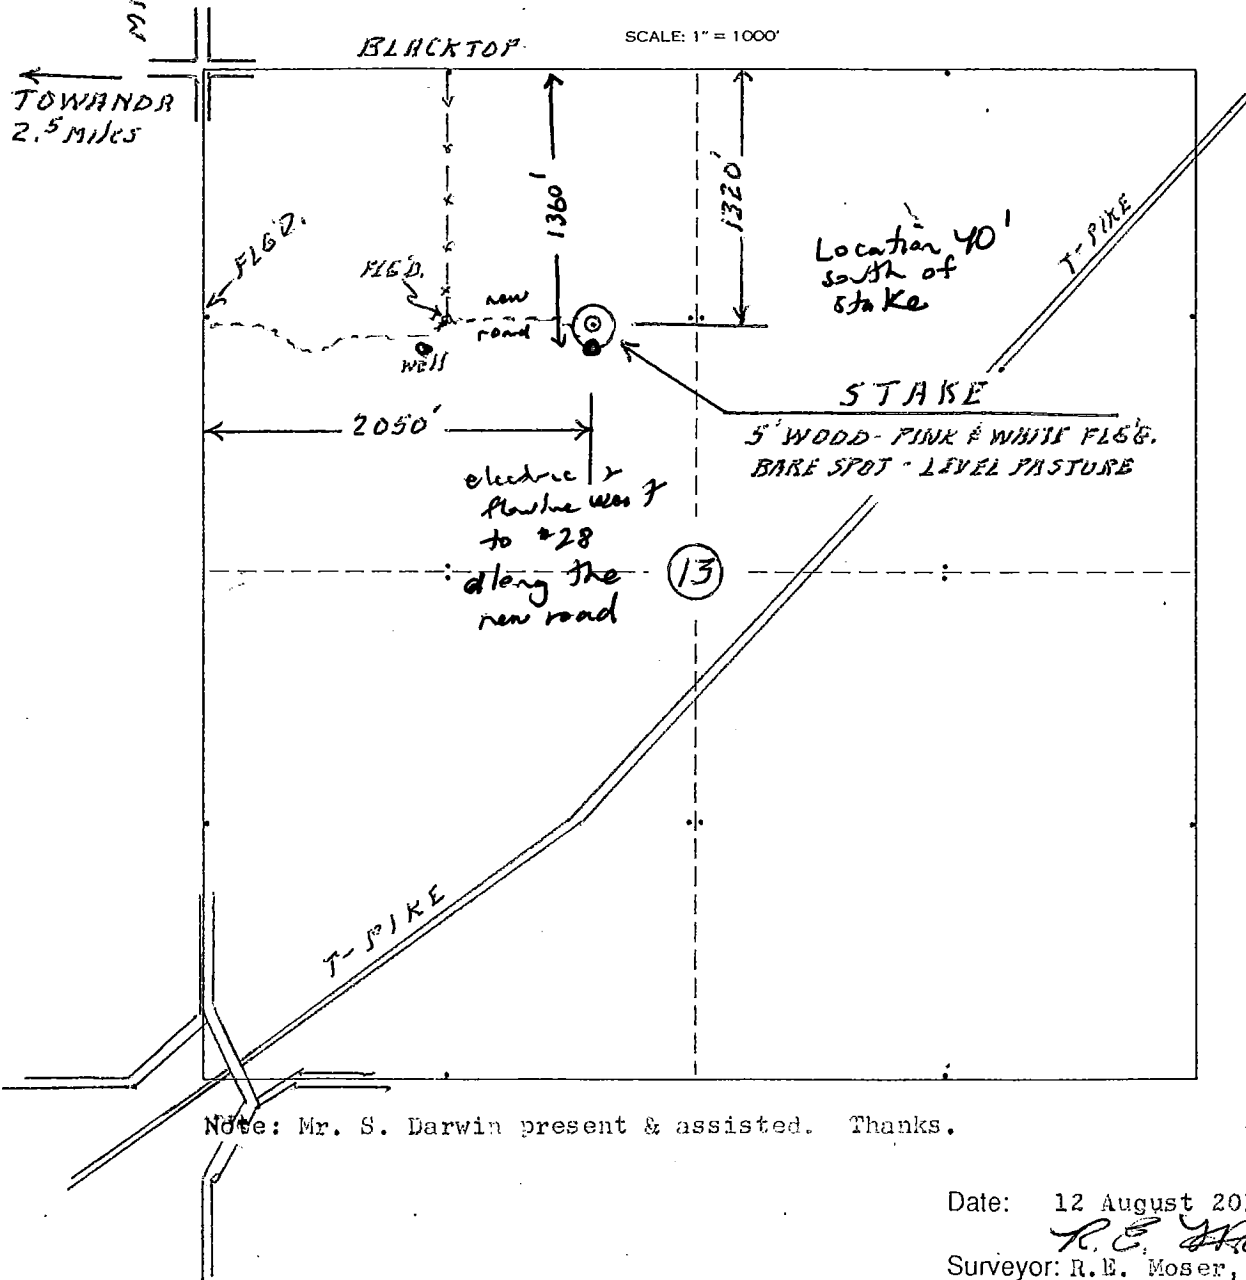 SCALE: 1" = 1000'
BLACKTOP
TOWANDA
2.5 Miles
FLG'D.
FLG'D.
1360'
1320'
T-PIKE
Location 40'
south of
stake
new
road
well
STAKE
5' WOOD - PINK & WHITE FLG'G.
BARE SPOT - LEVEL PASTURE
2050'
electric &
flowline
to #28
along the
new road
13
T-PIKE
Note: Mr. S. Darwin present & assisted. Thanks.
Date: 12 August
R.E.
Surveyor: R.E. Moser,